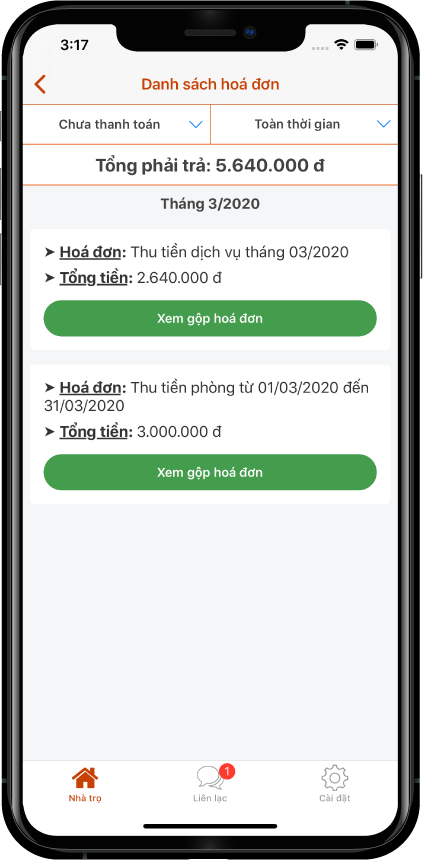 3:17
Danh sách hoá đơn
Chưa thanh toán
Toàn thời gian
Tổng phải trả: 5.640.000 đ
Tháng 3/2020
➤ Hoá đơn: Thu tiền dịch vụ tháng 03/2020
➤ Tổng tiền: 2.640.000 đ
Xem gộp hoá đơn
➤ Hoá đơn: Thu tiền phòng từ 01/03/2020 đến
31/03/2020
➤ Tổng tiền: 3.000.000 đ
Xem gộp hoá đơn
1
Nhà trọ
Liên lạc
Cài đặt